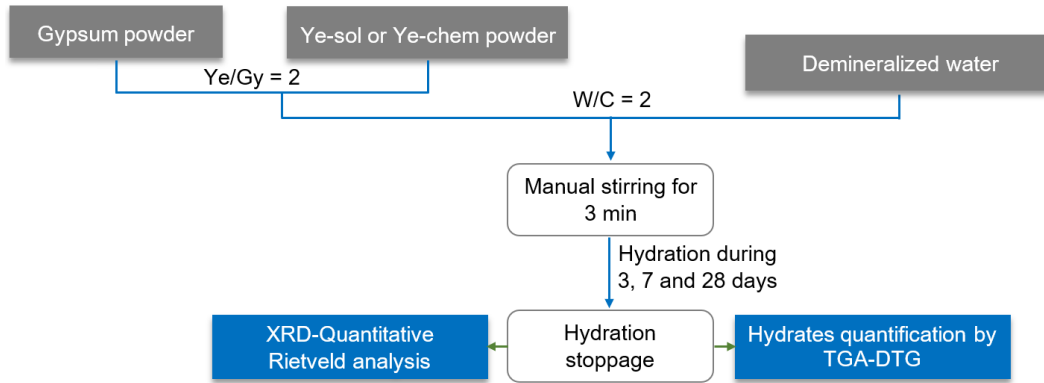 Gypsum powder
Ye-sol or Ye-chem powder
Demineralized water
Ye/Gy = 2
W/C = 2
Manual stirring for
3 min
Hydration during
3, 7 and 28 days
XRD-Quantitative
Rietveld analysis
Hydration
stoppage
Hydrates quantification by
TGA-DTG